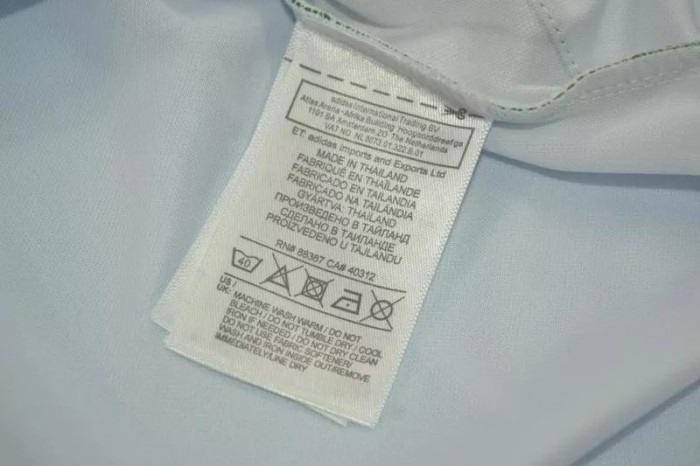 adidas International Trading BV
Atlas Arena - Afrika Building Hoogoorddreef 9a
1101 BA Amsterdam ZO The Netherlands
VAT NO. NL 8073.01.322.B.01
ET: adidas Imports and Exports Ltd
MADE IN THAILAND
FABRIQUÉ EN THAÏLANDE
FABRICADO EN TAILANDIA
FABRICADO NA TAILÂNDIA
GYÁRTVA: THAILAND
ПРОИЗВЕДЕНО В ТАЙЛАНД
СДЕЛАНО В ТАИЛАНДЕ
PROIZVEDENO U TAJLANDU
RN# 88387 CA# 40312
40
US /
UK: MACHINE WASH WARM / DO NOT
BLEACH / DO NOT TUMBLE DRY / COOL
IRON IF NEEDED / DO NOT DRY CLEAN
DO NOT USE FABRIC SOFTENER/
WASH AND IRON INSIDE OUT/REMOVE
IMMEDIATELY/LINE DRY